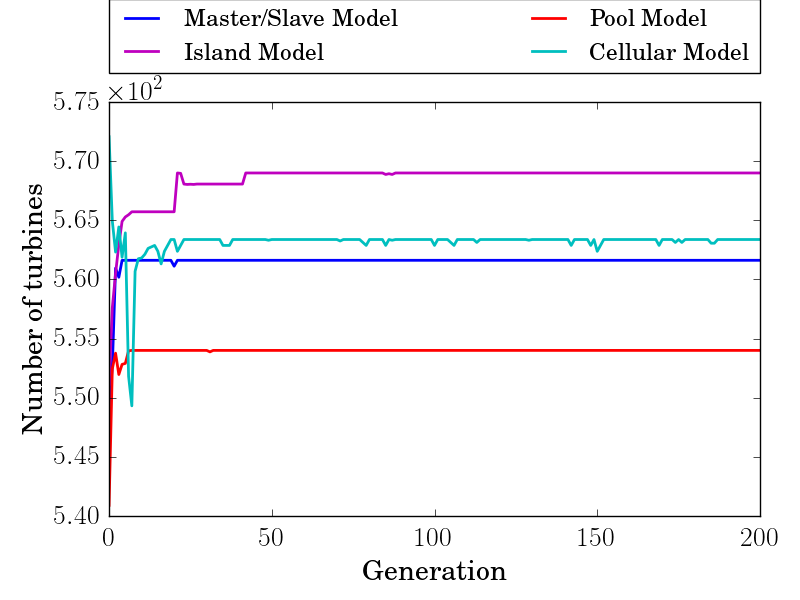 Master/Slave Model Pool Model
Island Model Cellular Model
×10²
5.75
5.70
5.65
5.60
5.55
5.50
5.45
5.40
Number of turbines
0 50 100 150 200
Generation